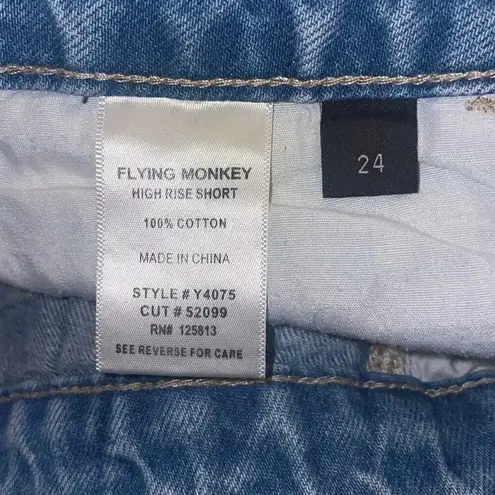 FLYING MONKEY
HIGH RISE SHORT
100% COTTON
MADE IN CHINA
STYLE # Y4075
CUT # 52099
RN# 125813
SEE REVERSE FOR CARE
24